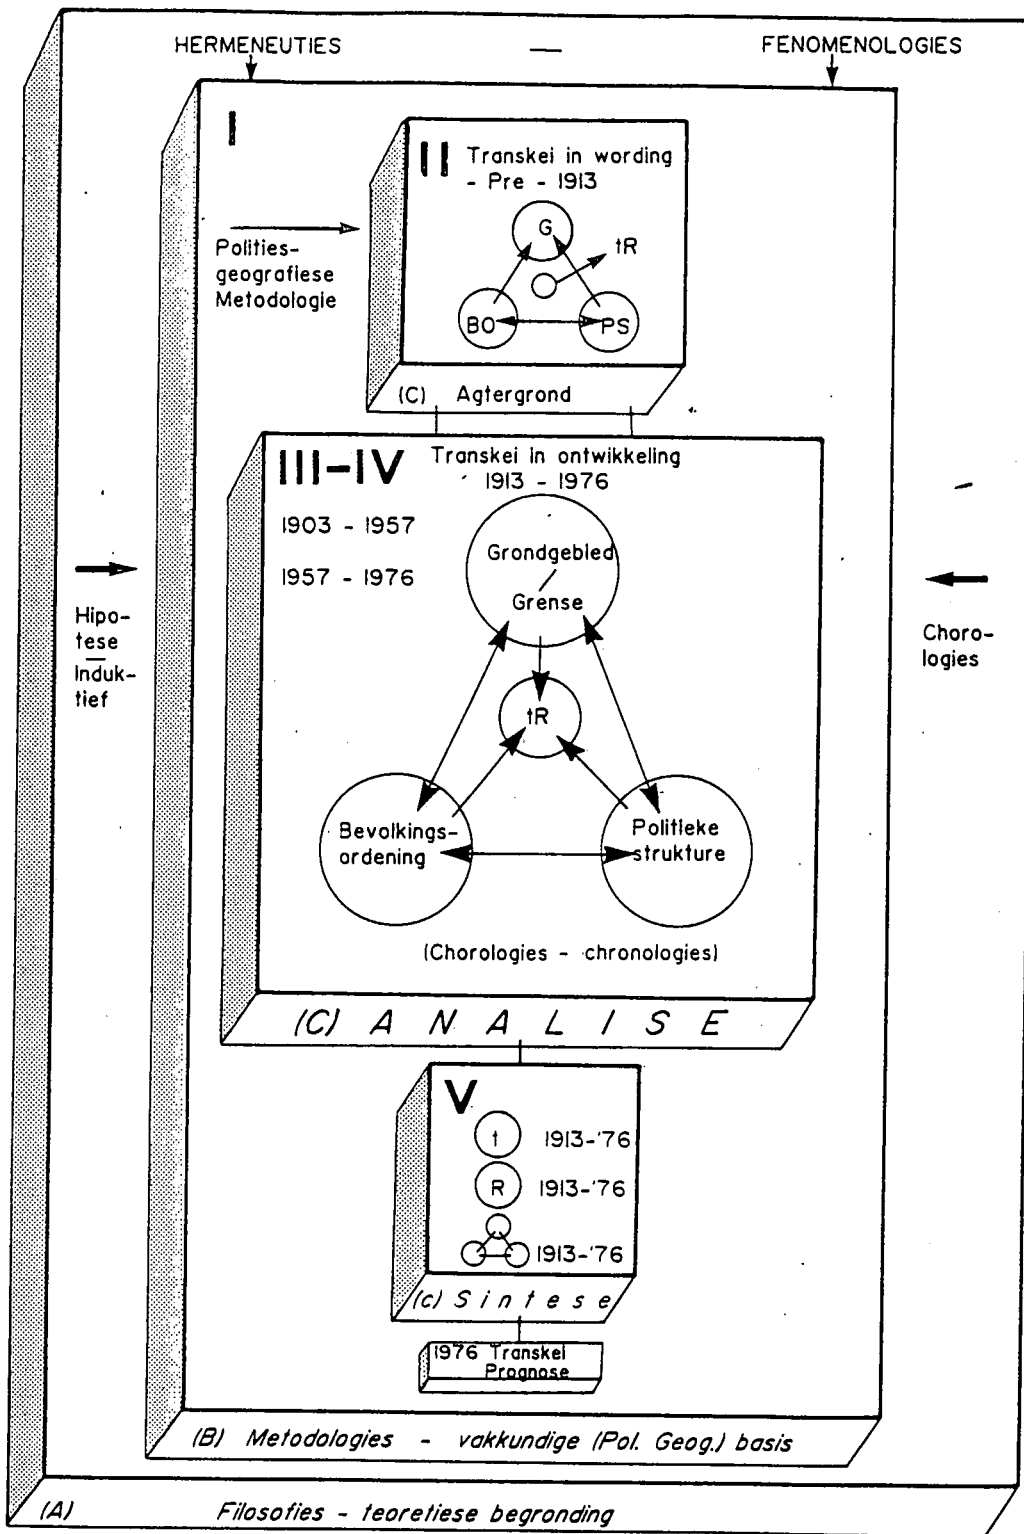 HERMENEUTIES — FENOMENOLOGIES
I
II
Transkei in wording
- Pre - 1913
G
tR
BO
PS
Polities-
geografiese
Metodologie
(C) Agtergrond
III-IV
Transkei in ontwikkeling
1913 - 1976
1903 - 1957
1957 - 1976
Grondgebied
/
Grense
tR
Bevolkings-
ordening
Politieke
strukture
(Chorologies - chronologies)
(C) A N A L I S E
Hipo-
tese
—
Induk-
tief
Choro-
logies
V
t 1913-'76
R 1913-'76
1913-'76
(c) Sintese
1976 Transkei
Prognose
(B) Metodologies - vakkundige (Pol. Geog.) basis
(A) Filosofies - teoretiese begronding